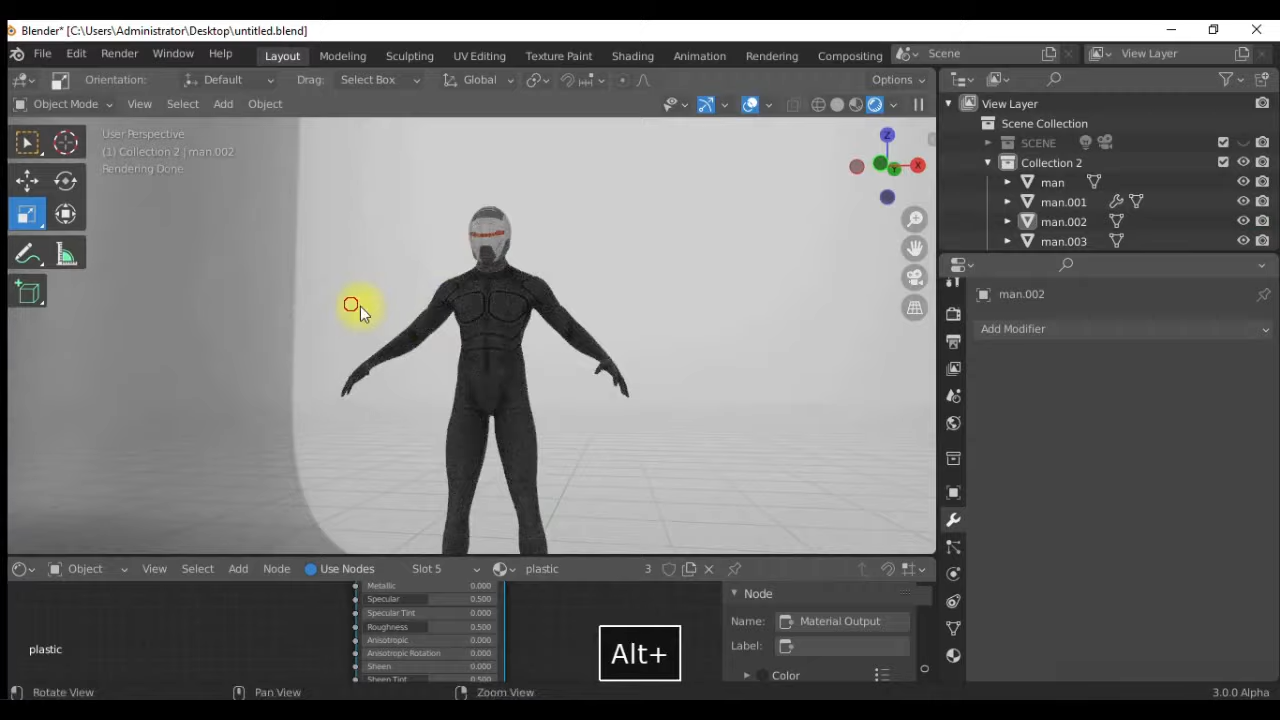 Blender* [C:\Users\Administrator\Desktop\untitled.blend]
File Edit Render Window Help Layout Modeling Sculpting UV Editing Texture Paint Shading Animation Rendering Compositing Scene View Layer
Orientation: Default Drag: Select Box Global Options
Object Mode View Select Add Object
User Perspective
(1) Collection 2 | man.002
Rendering Done
Z
X
Y
View Layer
Scene Collection
SCENE
Collection 2
man
man.001
man.002
man.003
man.002
Add Modifier
Object View Select Add Node Use Nodes Slot 5 plastic 3
Metallic 0.000
Specular 0.500
Specular Tint 0.000
Roughness 0.500
Anisotropic 0.000
Anisotropic Rotation 0.000
Sheen 0.000
Sheen Tint 0.500
plastic
Alt+
Node
Name: Material Output
Label:
Color
Rotate View Pan View Zoom View 3.0.0 Alpha